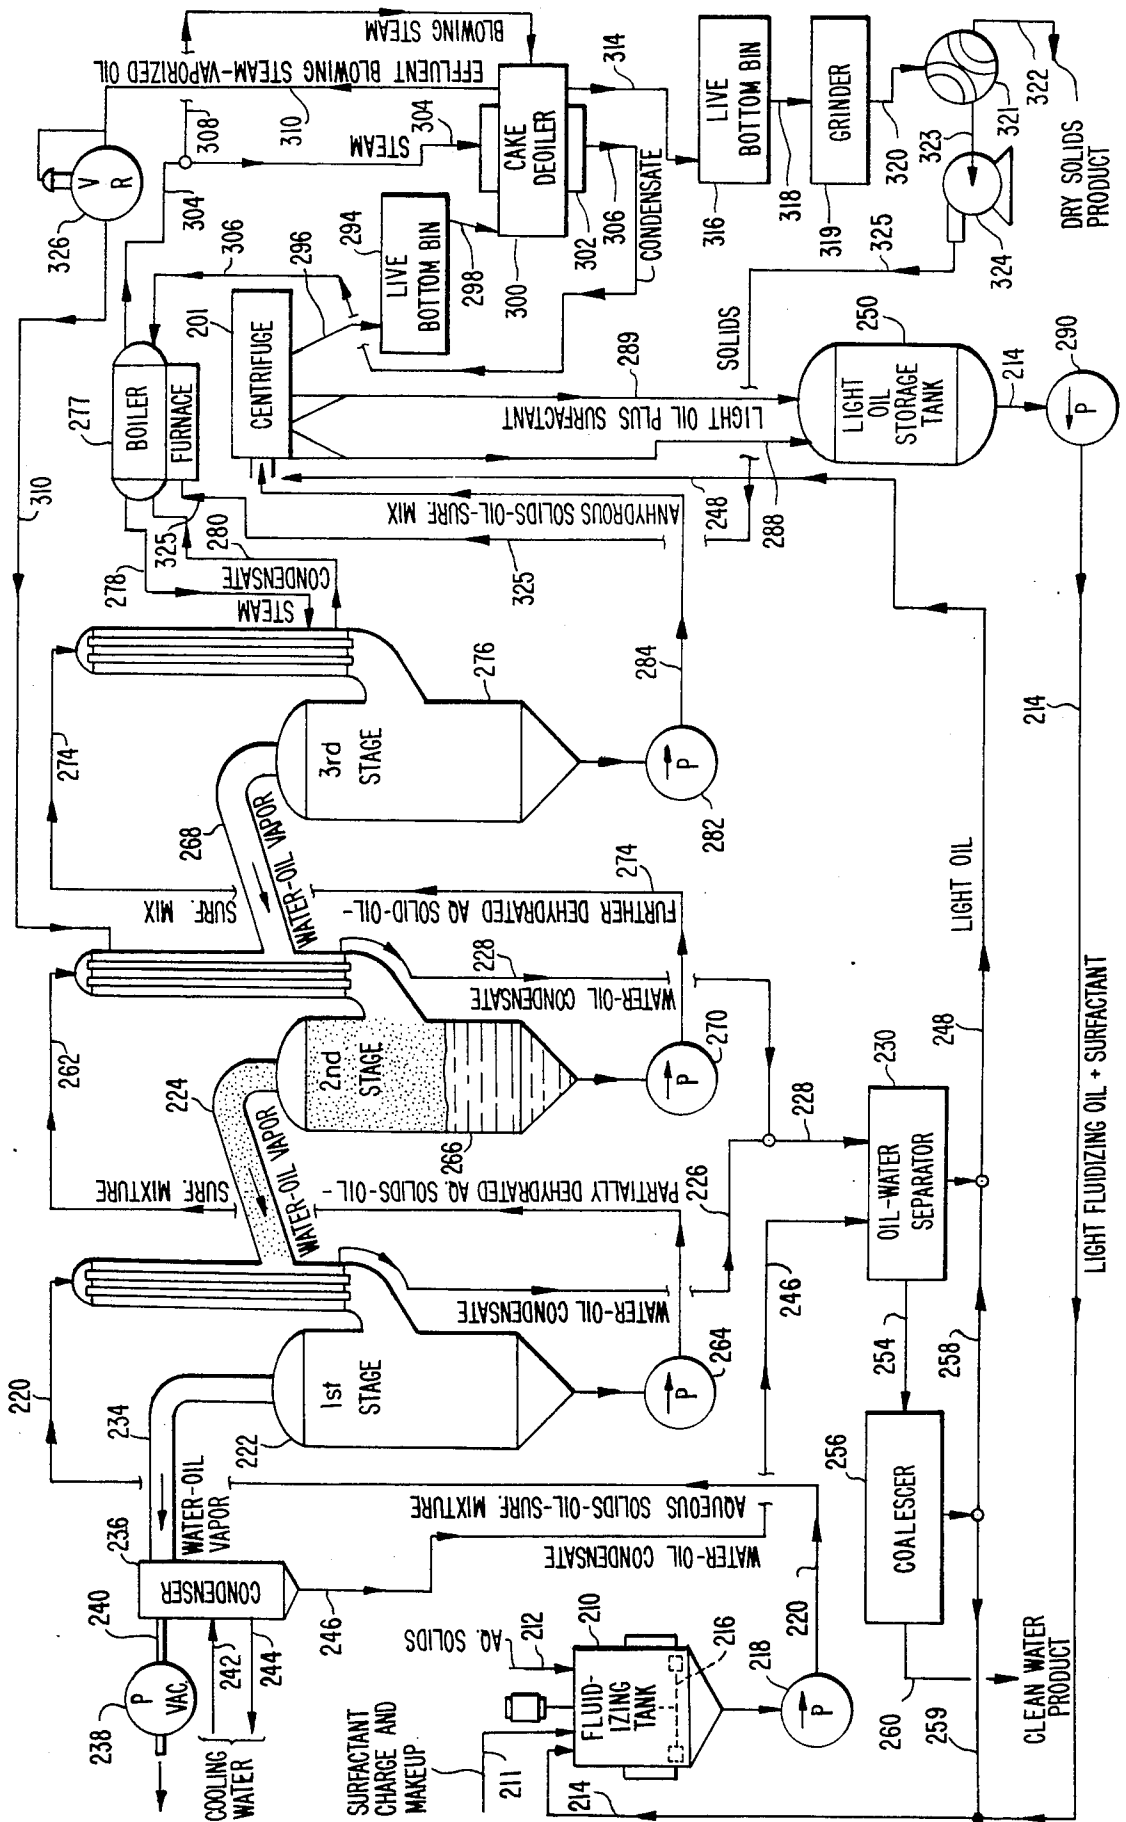 BLOWING STEAM
EFFLUENT BLOWING STEAM-VAPORIZED OIL
308
310
314
304
STEAM
V
R
326
304
306
296
294
LIVE
BOTTOM BIN
298
300
CAKE
DEOILER
302
306
CONDENSATE
LIVE
BOTTOM BIN
316
318
GRINDER
319
320
321
322
323
324
325
DRY SOLIDS
PRODUCT
SOLIDS
277
BOILER
FURNACE
201
CENTRIFUGE
289
LIGHT OIL PLUS SURFACTANT
250
LIGHT
OIL
STORAGE
TANK
214
290
P
288
248
ANHYDROUS SOLIDS-OIL-SURF. MIX
325
325
280
CONDENSATE
278
STEAM
310
274
268
WATER-OIL VAPOR
3rd
STAGE
276
282
P
284
274
FURTHER DEHYDRATED AQ SOLID-OIL-
SURF. MIX
228
WATER-OIL CONDENSATE
262
224
WATER-OIL VAPOR
2nd
STAGE
266
270
P
PARTIALLY DEHYDRATED AQ. SOLIDS-OIL-
SURF. MIXTURE
226
228
230
OIL-WATER
SEPARATOR
LIGHT OIL
248
214
LIGHT FLUIDIZING OIL + SURFACTANT
WATER-OIL CONDENSATE
220
234
WATER-OIL
VAPOR
1st
STAGE
222
264
P
246
254
258
256
COALESCER
AQUEOUS SOLIDS-OIL-SURF. MIXTURE
WATER-OIL CONDENSATE
236
CONDENSER
240
238
P
VAC.
242
244
COOLING
WATER
246
AQ. SOLIDS
212
210
FLUID-
IZING
TANK
216
218
P
220
SURFACTANT
CHARGE AND
MAKEUP
211
214
260
259
CLEAN WATER
PRODUCT